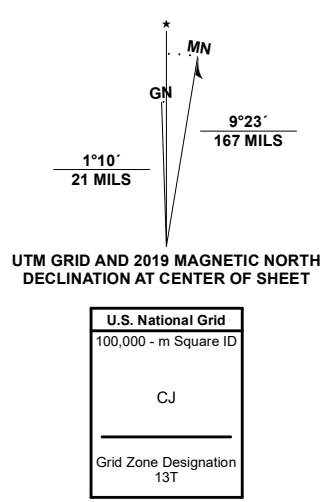 ★
MN
GN
9°23´
167 MILS
1°10´
21 MILS
UTM GRID AND 2019 MAGNETIC NORTH
DECLINATION AT CENTER OF SHEET
U.S. National Grid
100,000 - m Square ID
CJ
Grid Zone Designation
13T